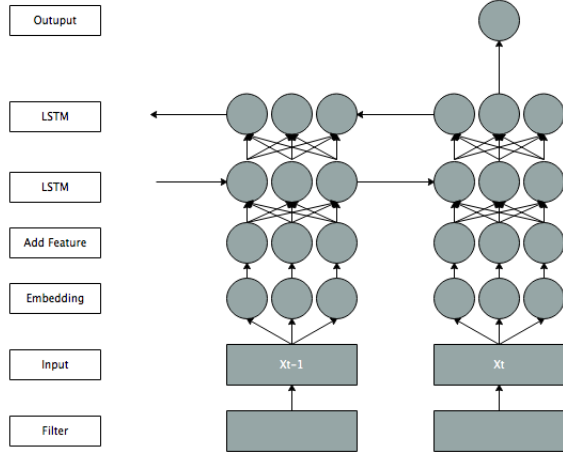 Outuput
LSTM
LSTM
Add Feature
Embedding
Input
Xt-1
Xt
Filter